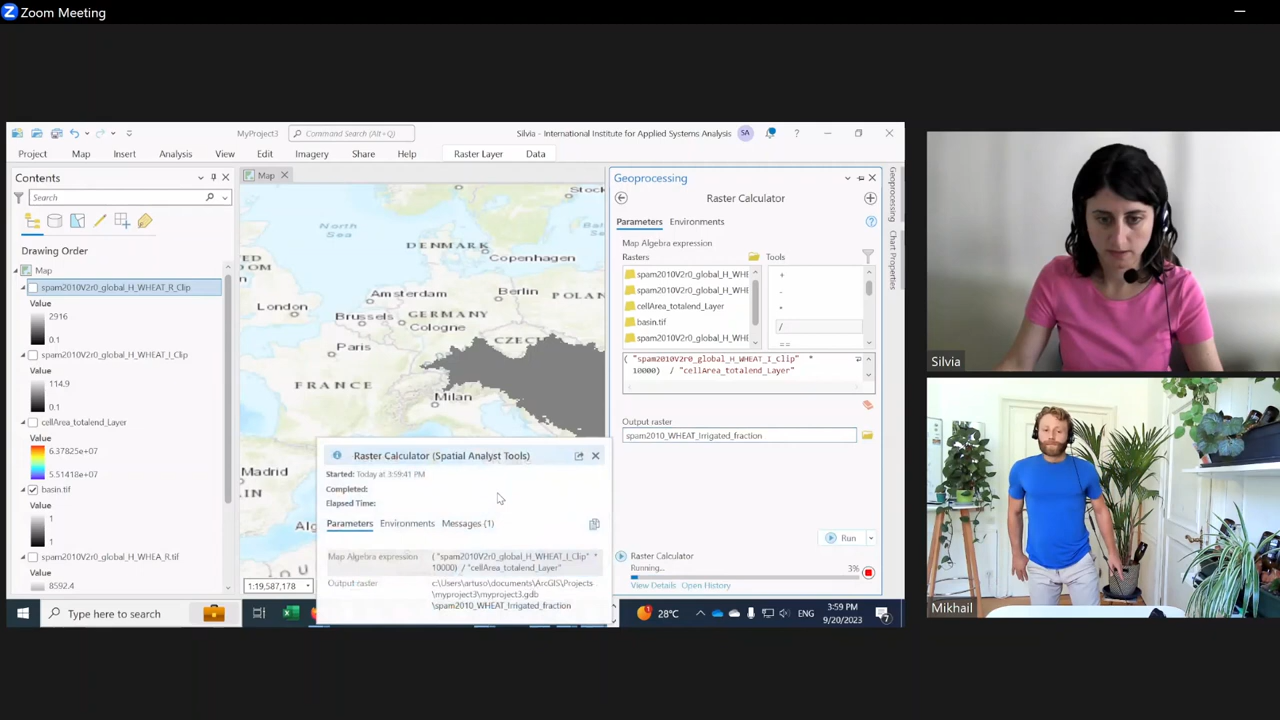 Zoom Meeting
MyProject3
Command Search (Alt+Q)
Silvia - International Institute for Applied Systems Analysis
SA
?
Project
Map
Insert
Analysis
View
Edit
Imagery
Share
Help
Raster Layer
Data
Contents
Search
Drawing Order
Map
spam2010V2r0_global_H_WHEAT_R_Clip
Value
2916
0.1
spam2010V2r0_global_H_WHEAT_I_Clip
Value
114.9
0.1
cellArea_totalend_Layer
Value
6.37825e+07
5.51418e+07
basin.tif
Value
1
1
spam2010V2r0_global_H_WHEA_R.tif
Value
8592.4
Map
North
Sea
DENMARK
Copenhagen
Stock
London
Amsterdam
Berlin
POLAN
Brussels
GERMANY
Cologne
Paris
CZEC
FRANCE
Milan
Madrid
Alg
1:19,587,178
Raster Calculator (Spatial Analyst Tools)
Started: Today at 3:59:41 PM
Completed:
Elapsed Time:
Parameters
Environments
Messages (1)
Map Algebra expression
( "spam2010V2r0_global_H_WHEAT_I_Clip" *
10000) / "cellArea_totalend_Layer"
Output raster
c:\Users\artuso\documents\ArcGIS\Projects
\myproject3\myproject3.gdb
\spam2010_WHEAT_Irrigated_fraction
Geoprocessing
Raster Calculator
Parameters
Environments
?
Map Algebra expression
Rasters
Tools
spam2010V2r0_global_H_WHE
spam2010V2r0_global_H_WHE
cellArea_totalend_Layer
basin.tif
spam2010V2r0_global_H_WHE
+
-
*
/
==
( "spam2010V2r0_global_H_WHEAT_I_Clip" *
10000) / "cellArea_totalend_Layer"
Output raster
spam2010_WHEAT_Irrigated_fraction
Run
Raster Calculator
Running...
3%
View Details
Open History
Geoprocessing
Chart Properties
Type here to search
28°C
ENG
3:59 PM
9/20/2023
7
Silvia
Mikhail